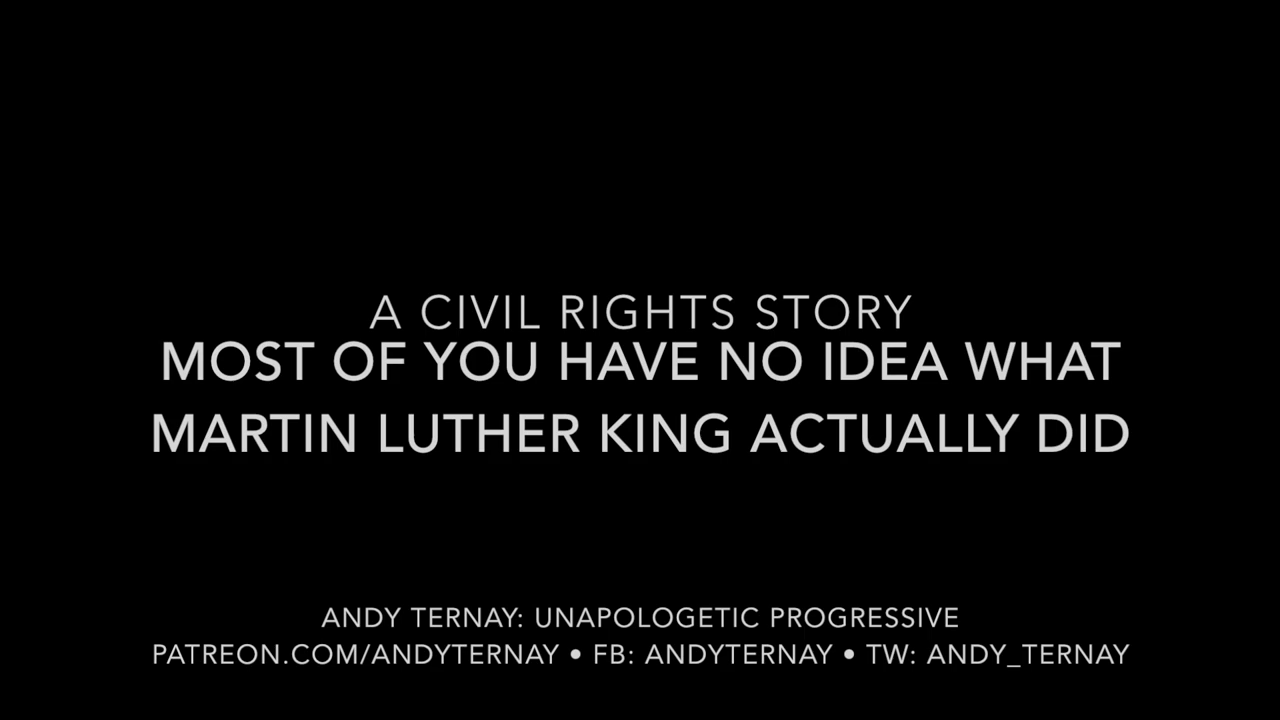 A CIVIL RIGHTS STORY
MOST OF YOU HAVE NO IDEA WHAT
MARTIN LUTHER KING ACTUALLY DID
ANDY TERNAY: UNAPOLOGETIC PROGRESSIVE
PATREON.COM/ANDYTERNAY • FB: ANDYTERNAY • TW: ANDY_TERNAY